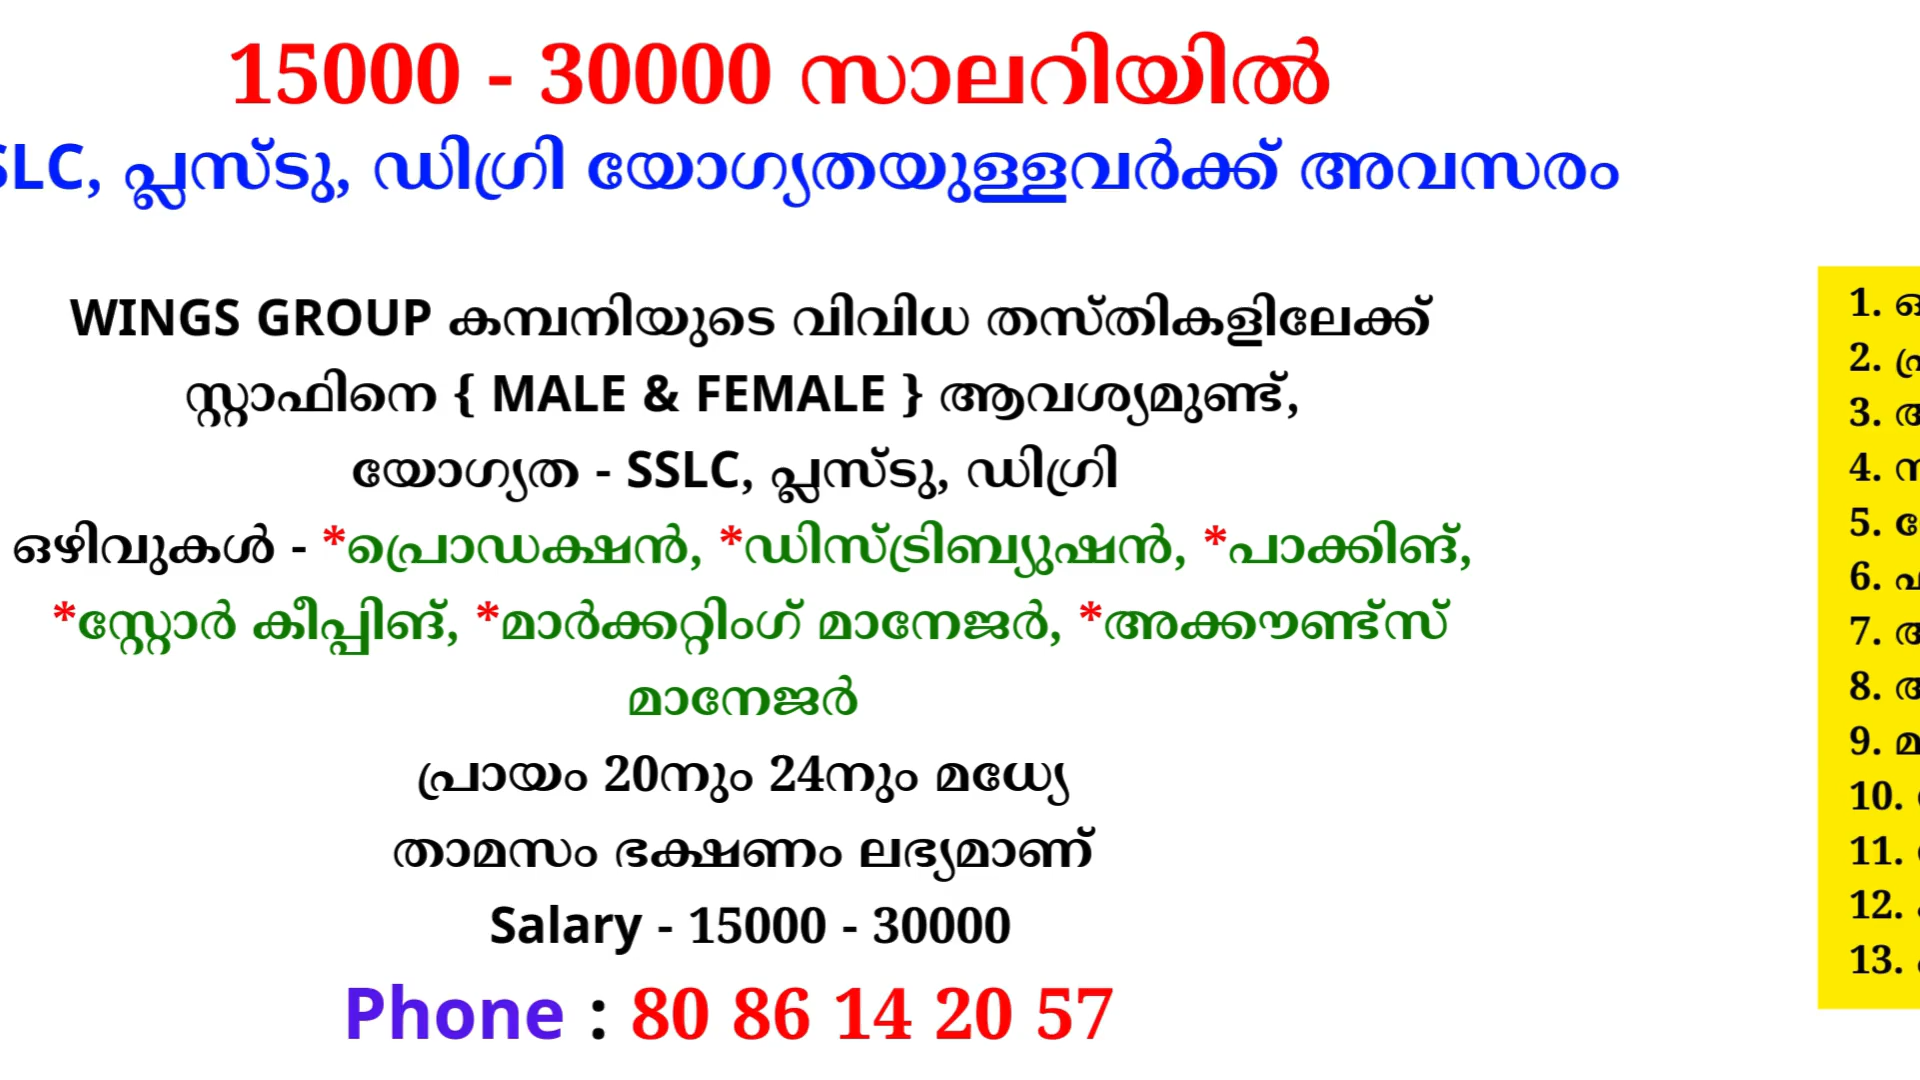 15000 - 30000 സാലറിയിൽ
SLC, പ്ലസ്ടു, ഡിഗ്രി യോഗ്യതയുള്ളവർക്ക് അവസരം
WINGS GROUP കമ്പനിയുടെ വിവിധ തസ്തികളിലേക്ക്
സ്റ്റാഫിനെ { MALE & FEMALE } ആവശ്യമുണ്ട്,
യോഗ്യത - SSLC, പ്ലസ്ടു, ഡിഗ്രി
ഒഴിവുകൾ - *പ്രൊഡക്ഷൻ, *ഡിസ്ട്രിബ്യുഷൻ, *പാക്കിങ്,
*സ്റ്റോർ കീപ്പിങ്, *മാർക്കറ്റിംഗ് മാനേജർ, *അക്കൗണ്ട്സ്
മാനേജർ
പ്രായം 20നും 24നും മധ്യേ
താമസം ഭക്ഷണം ലഭ്യമാണ്
Salary - 15000 - 30000
Phone : 80 86 14 20 57
1.
2.
3.
4.
5.
6.
7.
8.
9.
10.
11.
12.
13.